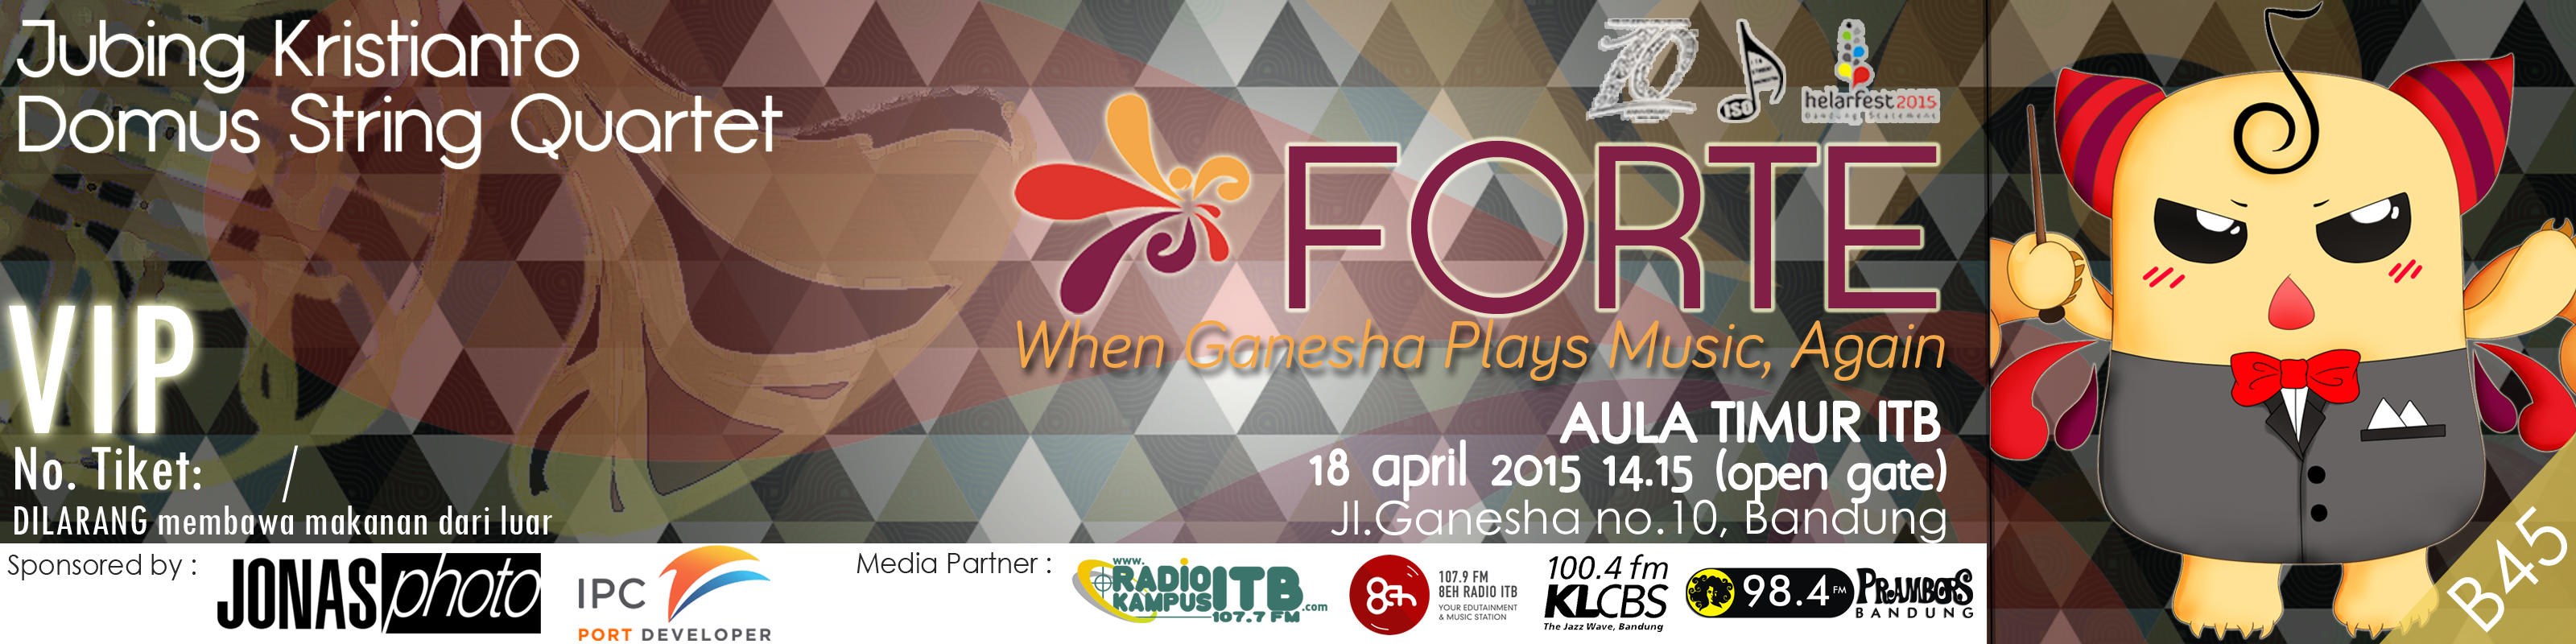 Jubing Kristianto
Domus String Quartet
ISO
helarfest2015
Bandung Statement
FORTE
When Ganesha Plays Music, Again
VIP
No. Tiket: /
DILARANG membawa makanan dari luar
AULA TIMUR ITB
18 april 2015 14.15 (open gate)
Jl.Ganesha no.10, Bandung
Sponsored by :
JONAS photo
IPC
PORT DEVELOPER
Media Partner :
www.
RADIO
KAMPUS ITB .com
107.7 FM
8EH
107.9 FM
8EH RADIO ITB
YOUR EDUTAINMENT
& MUSIC STATION
100.4 fm
KLCBS
The Jazz Wave, Bandung
98.4 FM
PRAMBORS
BANDUNG
B45